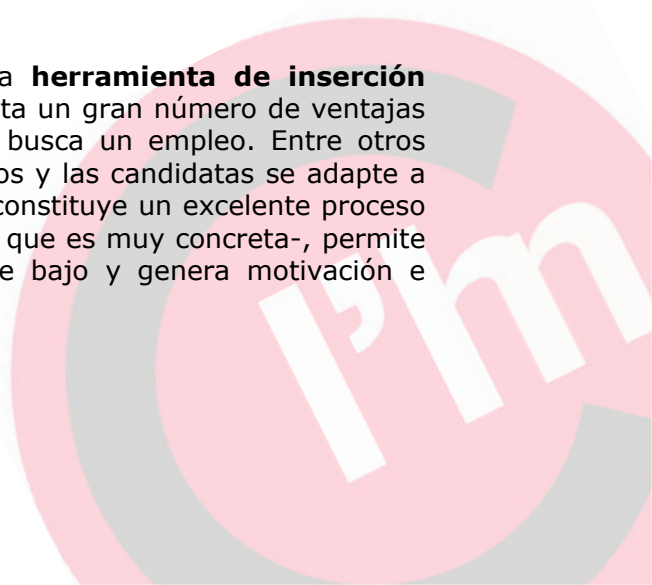 a herramienta de inserción
ta un gran número de ventajas
busca un empleo. Entre otros
os y las candidatas se adapte a
constituye un excelente proceso
que es muy concreta-, permite
e bajo y genera motivación e
I'm